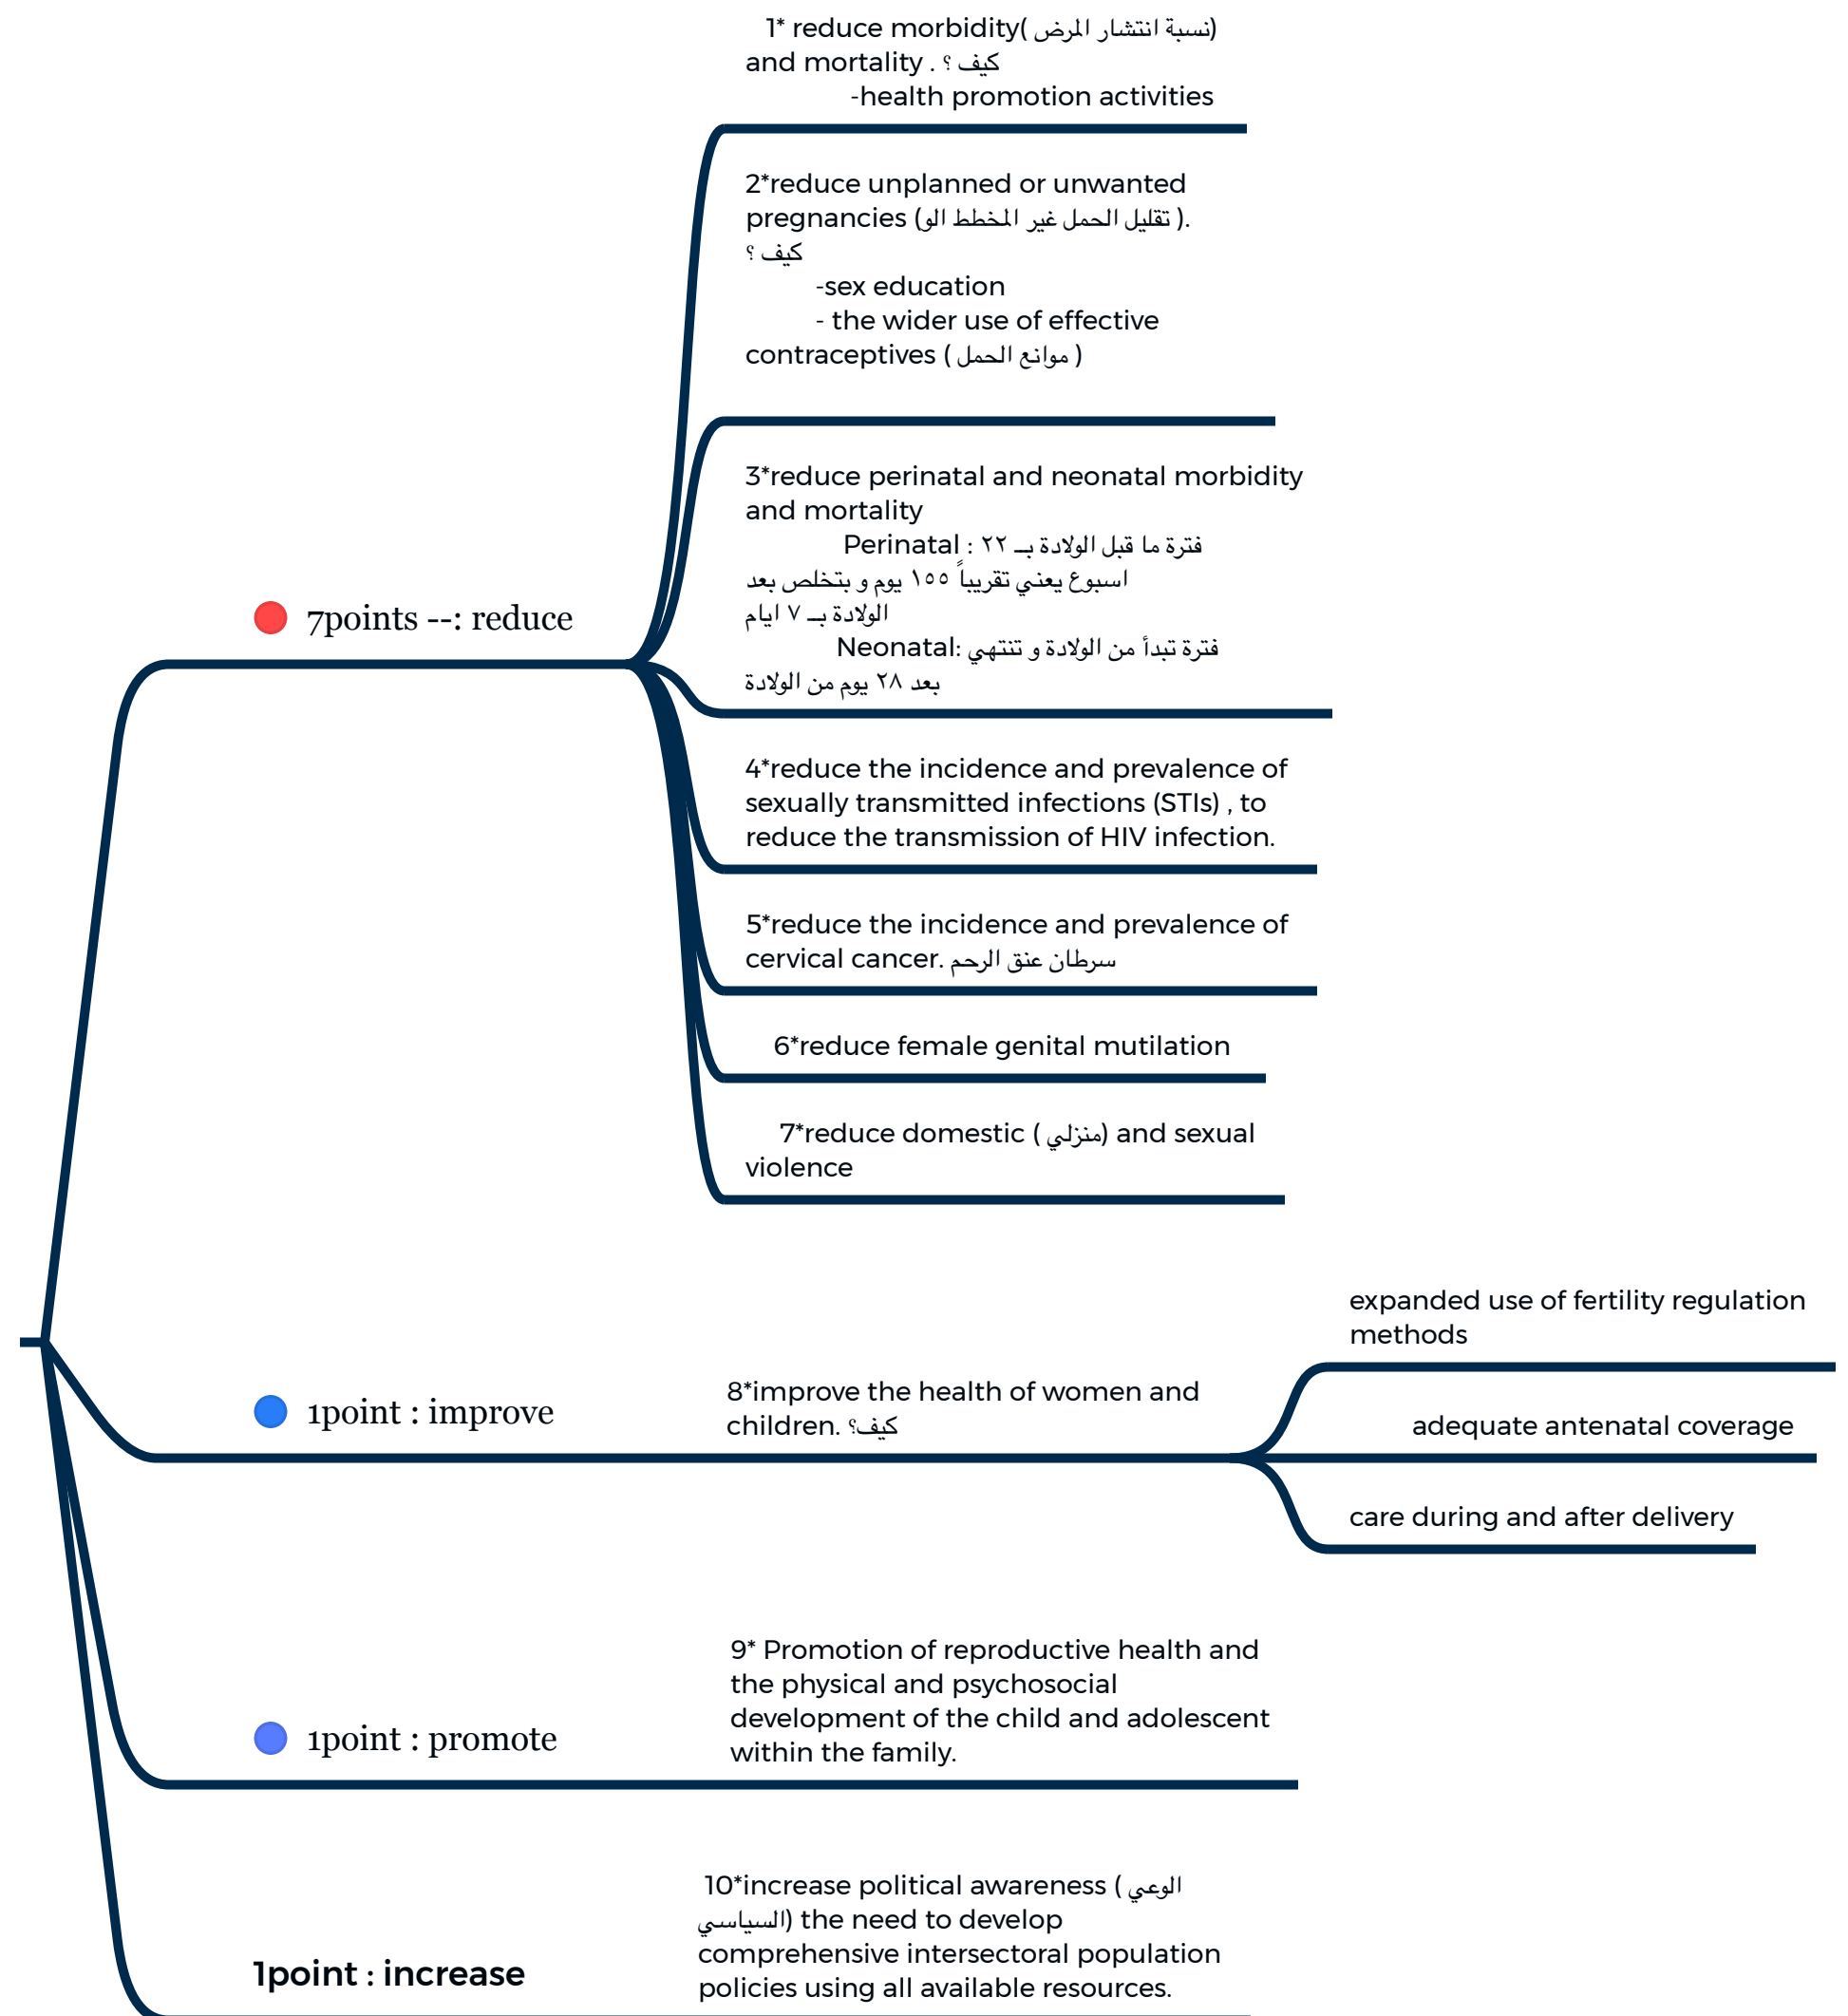 1* reduce morbidity( نسبة انتشار المرض)
and mortality . كيف ؟
-health promotion activities
2*reduce unplanned or unwanted
pregnancies (تقليل الحمل غير المخطط الو ).
كيف ؟
-sex education
- the wider use of effective
contraceptives ( موانع الحمل )
3*reduce perinatal and neonatal morbidity
and mortality
Perinatal : فترة ما قبل الولادة بـ ٢٢
اسبوع يعني تقريباً ١٥٥ يوم و بتخلص بعد
الولادة بـ ٧ ايام
Neonatal: فترة تبدأ من الولادة و تنتهي
بعد ٢٨ يوم من الولادة
7points --: reduce
4*reduce the incidence and prevalence of
sexually transmitted infections (STIs) , to
reduce the transmission of HIV infection.
5*reduce the incidence and prevalence of
cervical cancer. سرطان عنق الرحم
6*reduce female genital mutilation
7*reduce domestic ( منزلي) and sexual
violence
1point : improve
8*improve the health of women and
children. كيف؟
expanded use of fertility regulation
methods
adequate antenatal coverage
care during and after delivery
1point : promote
9* Promotion of reproductive health and
the physical and psychosocial
development of the child and adolescent
within the family.
1point : increase
10*increase political awareness ( الوعي
السياسي) the need to develop
comprehensive intersectoral population
policies using all available resources.